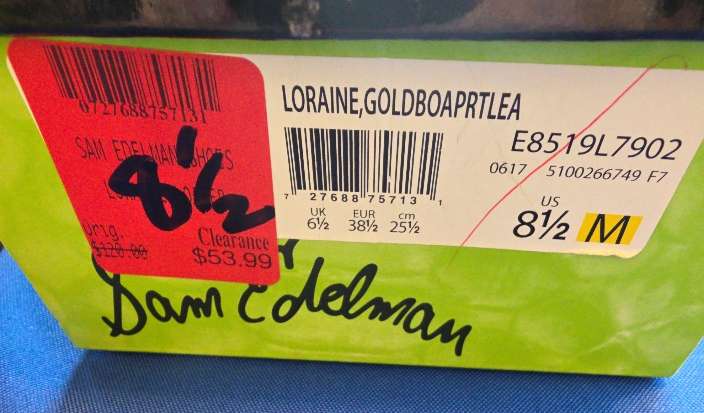 0727688757131
SAM EDELMAN SHOES
8½
orig.
$120.00
Clearance
$53.99
LORAINE,GOLDBOAPRTLEA
7 27688 75713 1
UK EUR cm
6½ 38½ 25½
E8519L7902
0617 5100266749 F7
US
8½ M
Sam Edelman